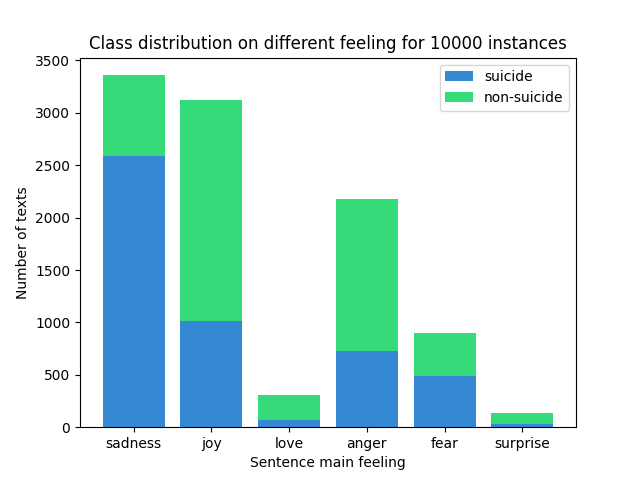 Class distribution on different feeling for 10000 instances
suicide
non-suicide
Number of texts
3500
3000
2500
2000
1500
1000
500
0
sadness joy love anger fear surprise
Sentence main feeling